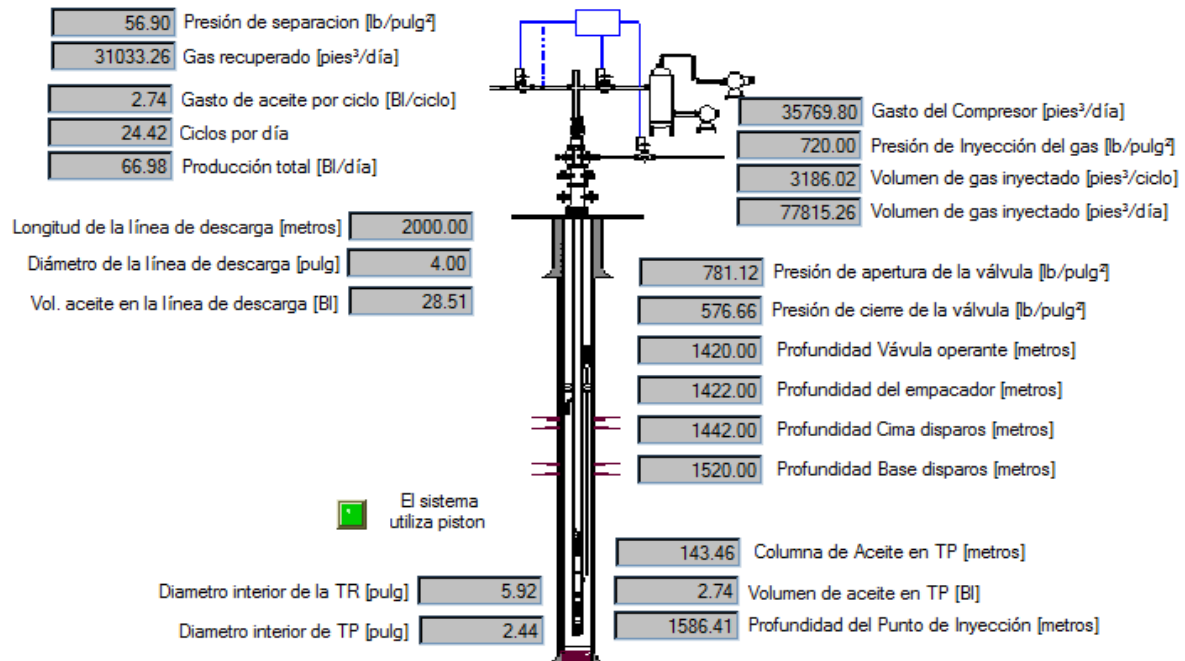 56.90 Presión de separacion [lb/pulg²]
31033.26 Gas recuperado [pies³/día]
2.74 Gasto de aceite por ciclo [Bl/ciclo]
24.42 Ciclos por día
66.98 Producción total [Bl/día]
35769.80 Gasto del Compresor [pies³/día]
720.00 Presión de Inyección del gas [lb/pulg²]
3186.02 Volumen de gas inyectado [pies³/ciclo]
77815.26 Volumen de gas inyectado [pies³/día]
Longitud de la línea de descarga [metros] 2000.00
Diámetro de la línea de descarga [pulg] 4.00
Vol. aceite en la línea de descarga [Bl] 28.51
781.12 Presión de apertura de la válvula [lb/pulg²]
576.66 Presión de cierre de la válvula [lb/pulg²]
1420.00 Profundidad Vávula operante [metros]
1422.00 Profundidad del empacador [metros]
1442.00 Profundidad Cima disparos [metros]
1520.00 Profundidad Base disparos [metros]
El sistema
utiliza piston
143.46 Columna de Aceite en TP [metros]
2.74 Volumen de aceite en TP [Bl]
1586.41 Profundidad del Punto de Inyección [metros]
Diametro interior de la TR [pulg] 5.92
Diametro interior de TP [pulg] 2.44